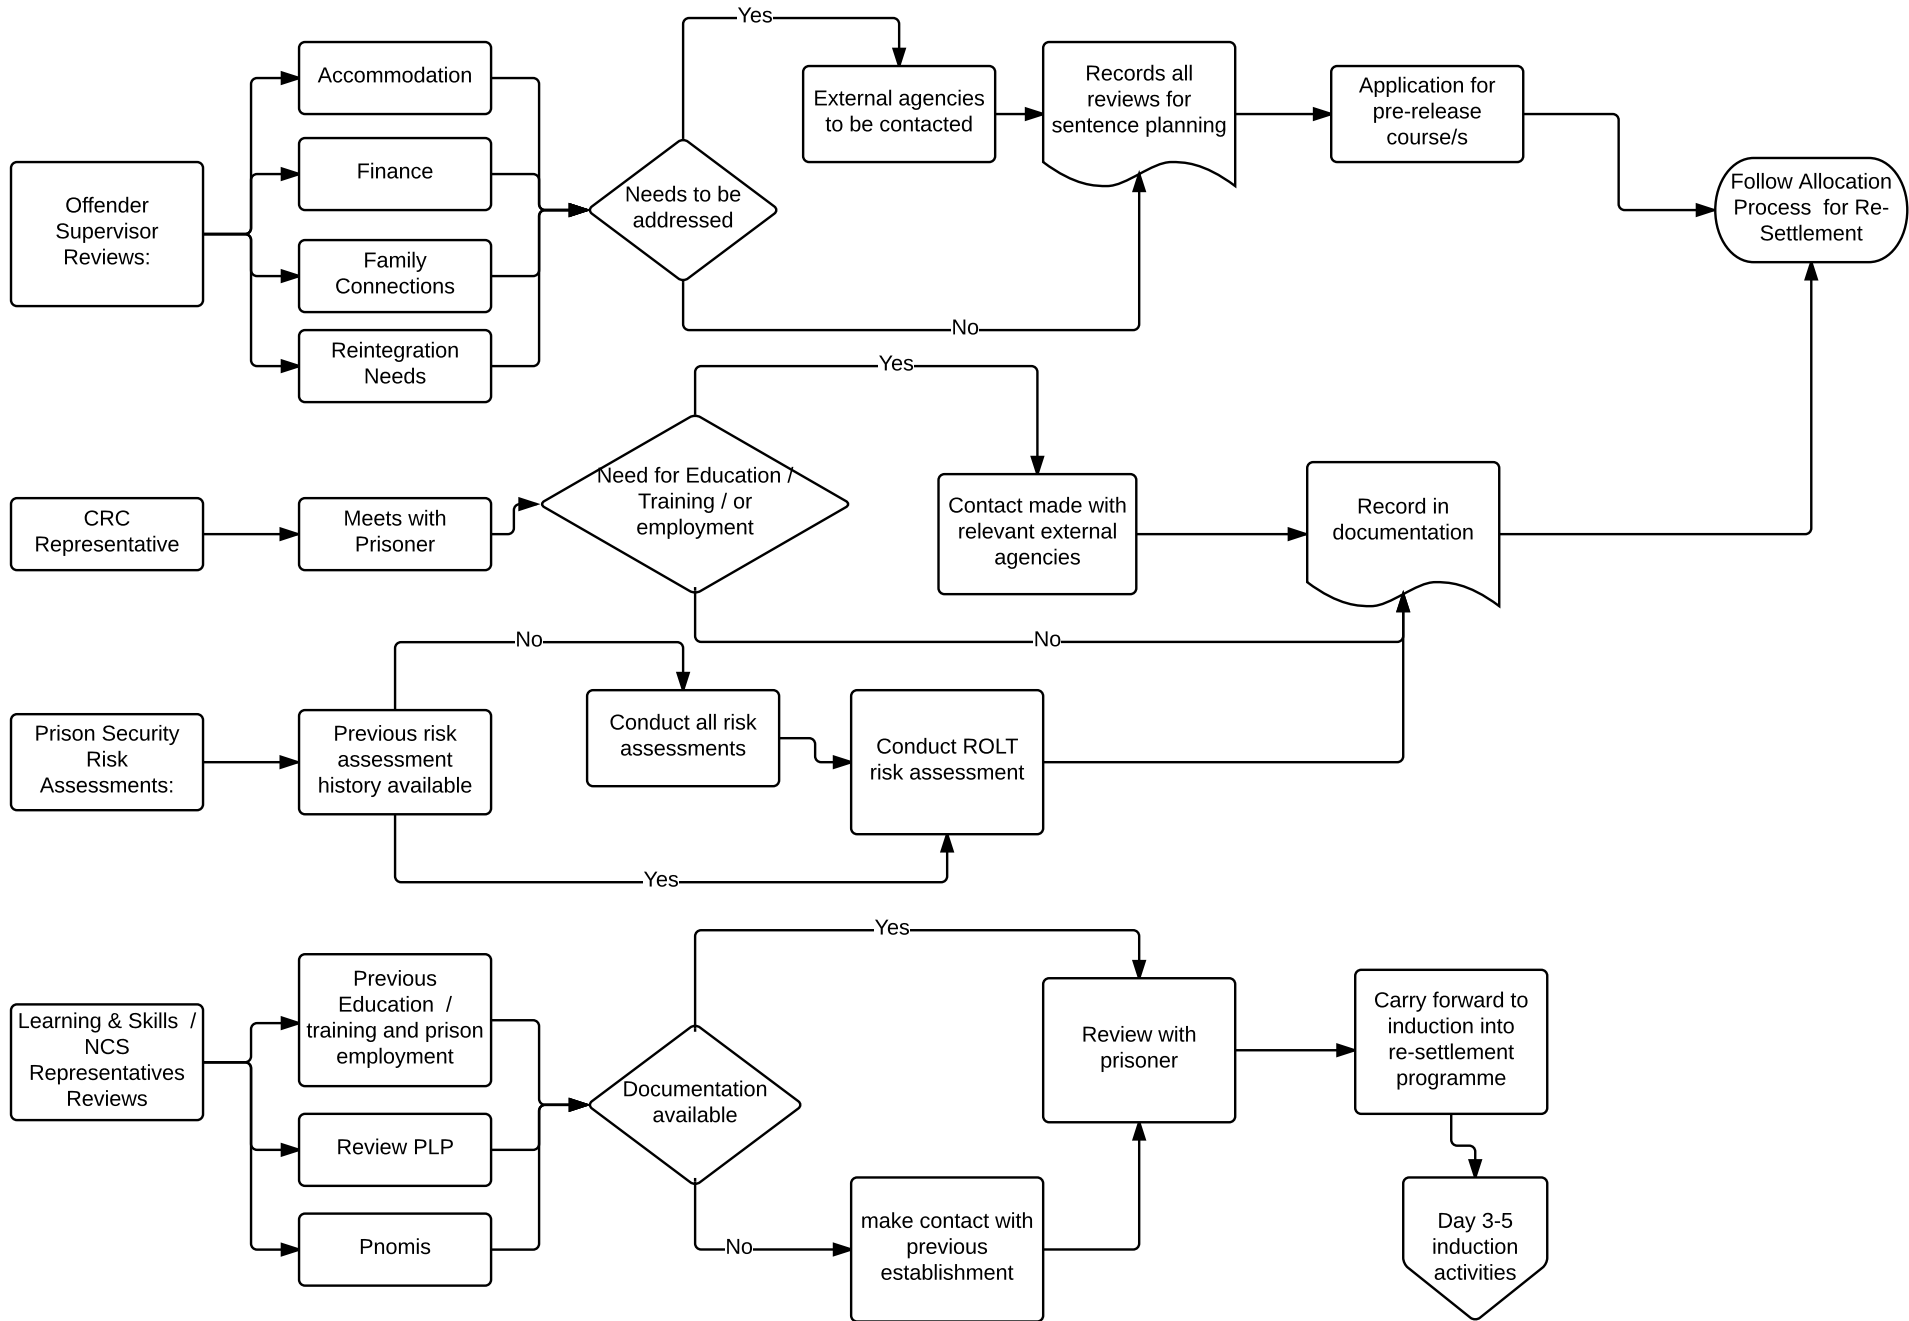 Offender
Supervisor
Reviews:
Accommodation
Finance
Family
Connections
Reintegration
Needs
Needs to be
addressed
Yes
No
External agencies
to be contacted
Records all
reviews for
sentence planning
Application for
pre-release
course/s
Follow Allocation
Process  for Re-
Settlement
CRC
Representative
Meets with
Prisoner
Need for Education /
Training / or
employment
Yes
No
Contact made with
relevant external
agencies
Record in
documentation
Prison Security
Risk
Assessments:
Previous risk
assessment
history available
No
Yes
Conduct all risk
assessments
Conduct ROLT
risk assessment
Learning & Skills  /
NCS
Representatives
Reviews
Previous
Education  /
training and prison
employment
Review PLP
Pnomis
Documentation
available
Yes
No
make contact with
previous
establishment
Review with
prisoner
Carry forward to
induction into
re-settlement
programme
Day 3-5
induction
activities